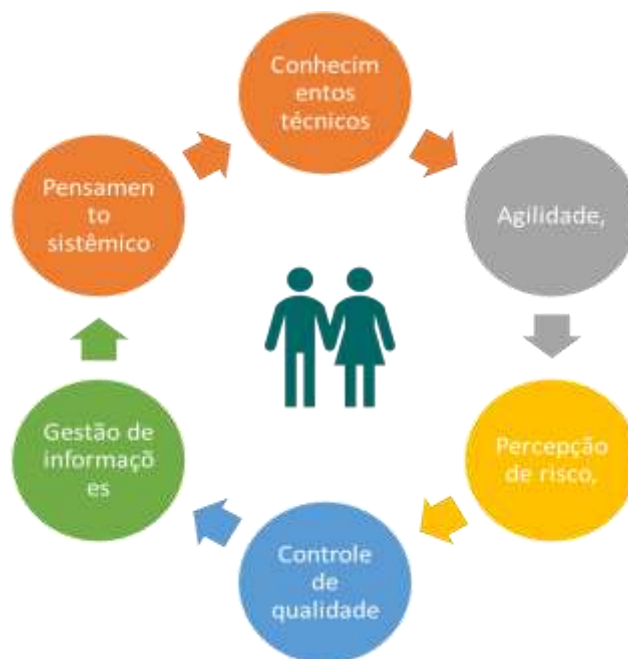 Conhecim
entos
técnicos
Agilidade,
Percepção
de risco,
Controle
de
qualidade
Gestão de
informaçõ
es
Pensamen
to
sistêmico